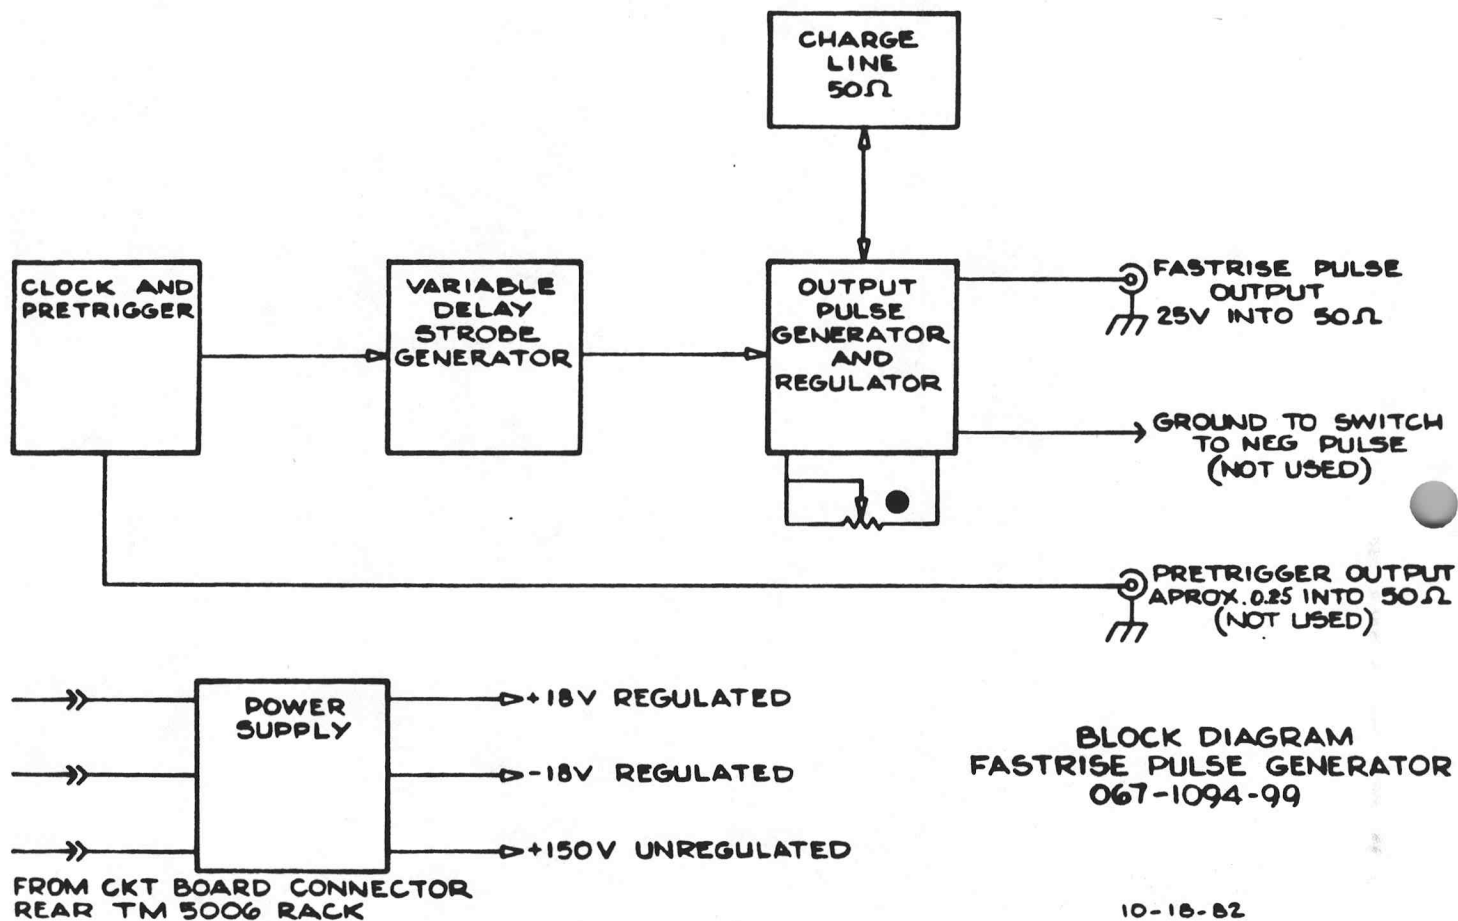 CHARGE
LINE
50Ω
CLOCK AND
PRETRIGGER
VARIABLE
DELAY
STROBE
GENERATOR
OUTPUT
PULSE
GENERATOR
AND
REGULATOR
FASTRISE PULSE
OUTPUT
25V INTO 50Ω
GROUND TO SWITCH
TO NEG PULSE
(NOT USED)
PRETRIGGER OUTPUT
APROX. 0.25 INTO 50Ω
(NOT USED)
POWER
SUPPLY
+18V REGULATED
-18V REGULATED
+150V UNREGULATED
FROM CKT BOARD CONNECTOR
REAR TM 5006 RACK
BLOCK DIAGRAM
FASTRISE PULSE GENERATOR
067-1094-99
10-18-82